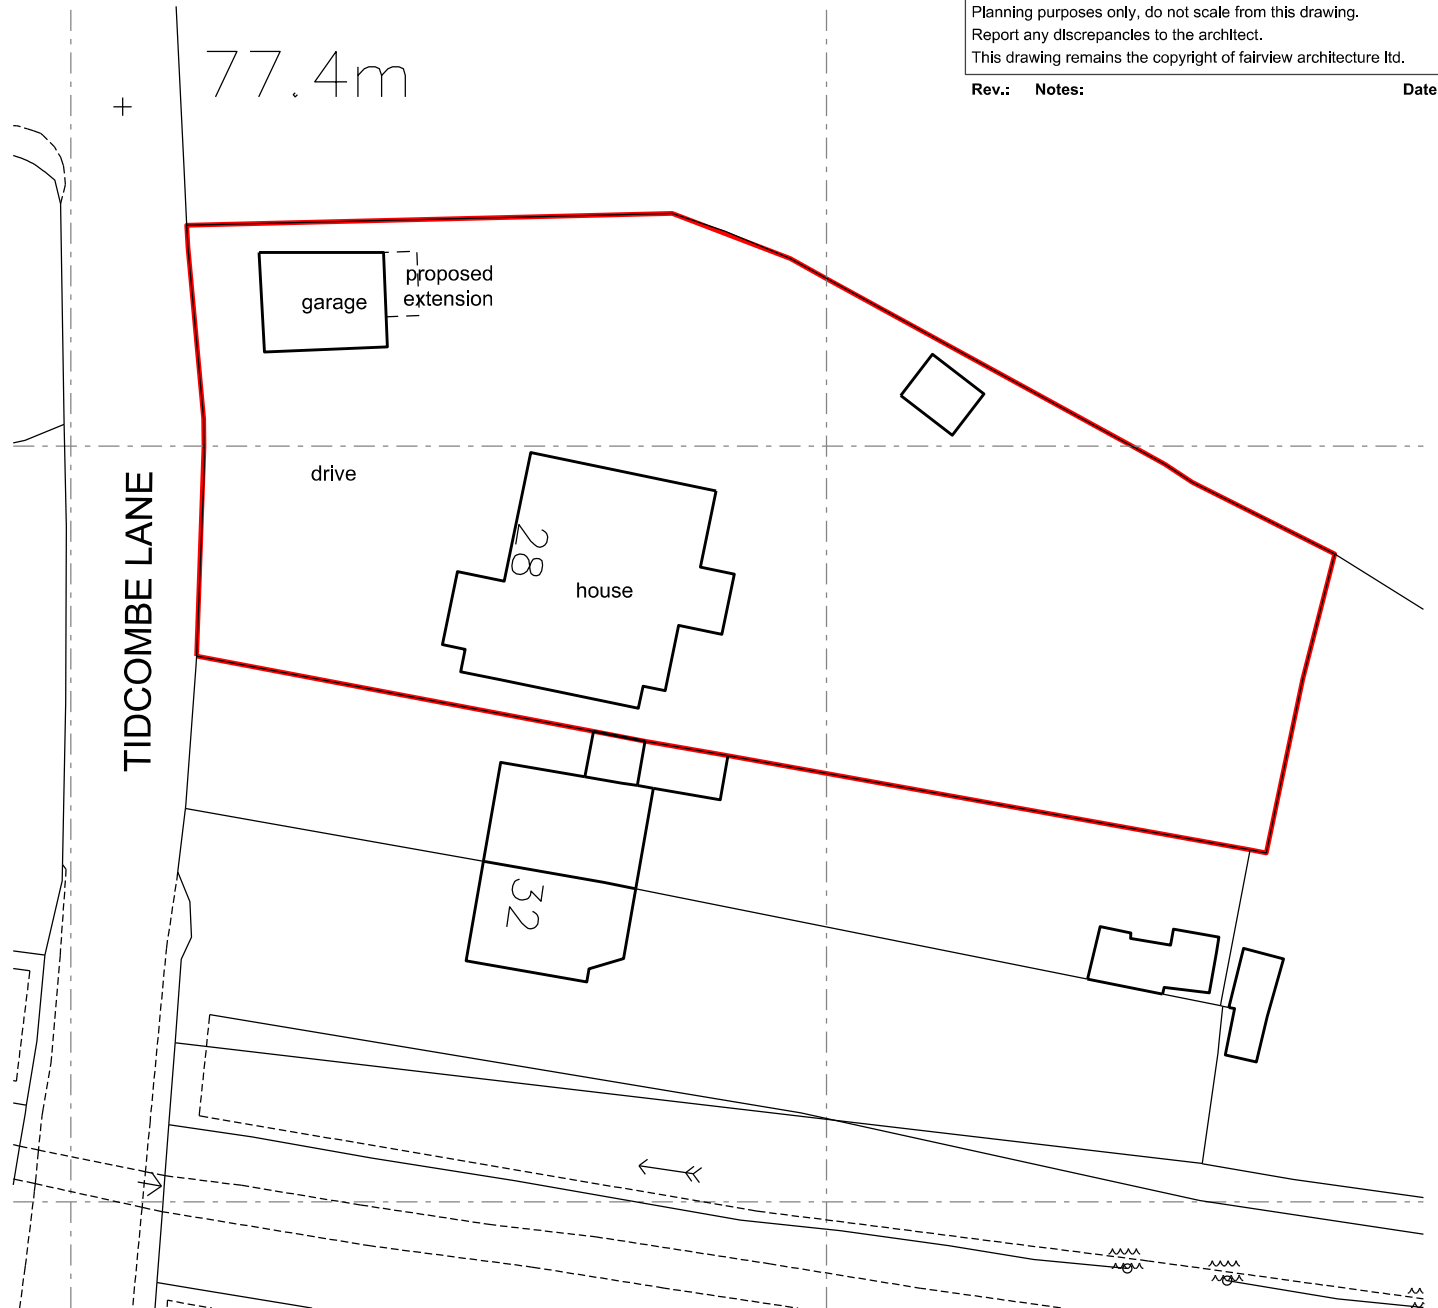 Planning purposes only, do not scale from this drawing.
Report any discrepancies to the architect.
This drawing remains the copyright of fairview architecture ltd.
Rev.: Notes: Date
77.4m
proposed
extension
garage
drive
TIDCOMBE LANE
28
house
32